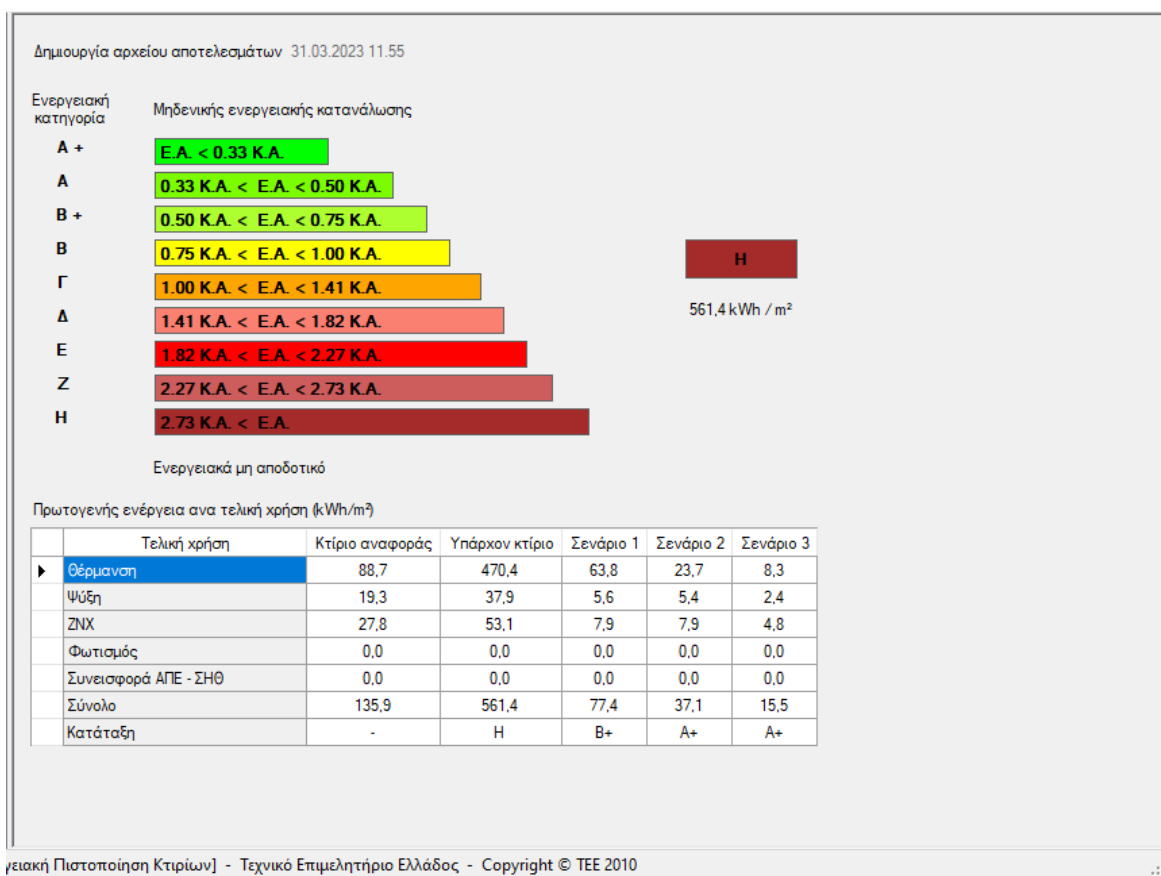 Δημιουργία αρχείου αποτελεσμάτων 31.03.2023 11.55
Ενεργειακή κατηγορία
Μηδενικής ενεργειακής κατανάλωσης
A + E.A. < 0.33 K.A.
A 0.33 K.A. < E.A. < 0.50 K.A.
B + 0.50 K.A. < E.A. < 0.75 K.A.
B 0.75 K.A. < E.A. < 1.00 K.A.
Γ 1.00 K.A. < E.A. < 1.41 K.A.
Δ 1.41 K.A. < E.A. < 1.82 K.A.
E 1.82 K.A. < E.A. < 2.27 K.A.
Z 2.27 K.A. < E.A. < 2.73 K.A.
H 2.73 K.A. < E.A.
H
561,4 kWh / m²
Ενεργειακά μη αποδοτικό
Πρωτογενής ενέργεια ανα τελική χρήση (kWh/m²)
Τελική χρήση Κτίριο αναφοράς Υπάρχον κτίριο Σενάριο 1 Σενάριο 2 Σενάριο 3
Θέρμανση 88,7 470,4 63,8 23,7 8,3
Ψύξη 19,3 37,9 5,6 5,4 2,4
ΖΝΧ 27,8 53,1 7,9 7,9 4,8
Φωτισμός 0,0 0,0 0,0 0,0 0,0
Συνεισφορά ΑΠΕ - ΣΗΘ 0,0 0,0 0,0 0,0 0,0
Σύνολο 135,9 561,4 77,4 37,1 15,5
Κατάταξη - H B+ A+ A+
γειακή Πιστοποίηση Κτιρίων] - Τεχνικό Επιμελητήριο Ελλάδος - Copyright © TEE 2010